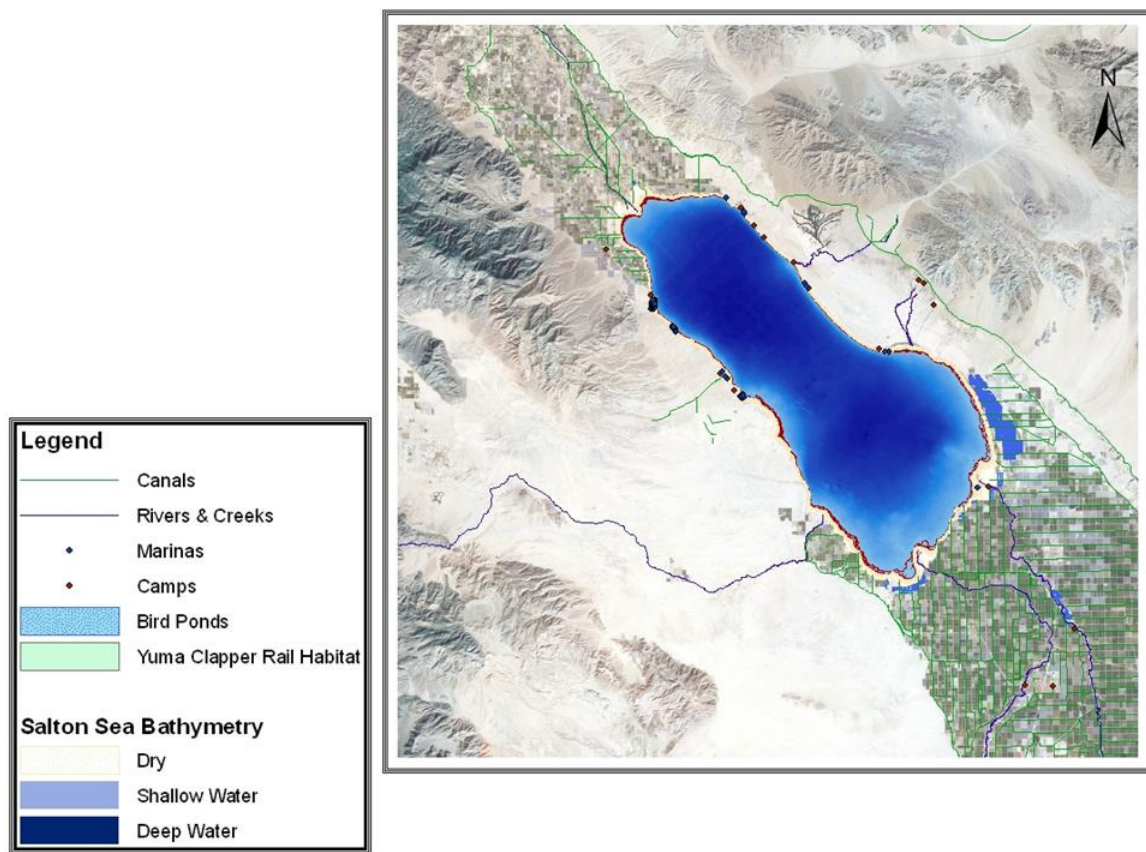 N
Legend
Canals
Rivers & Creeks
Marinas
Camps
Bird Ponds
Yuma Clapper Rail Habitat
Salton Sea Bathymetry
Dry
Shallow Water
Deep Water